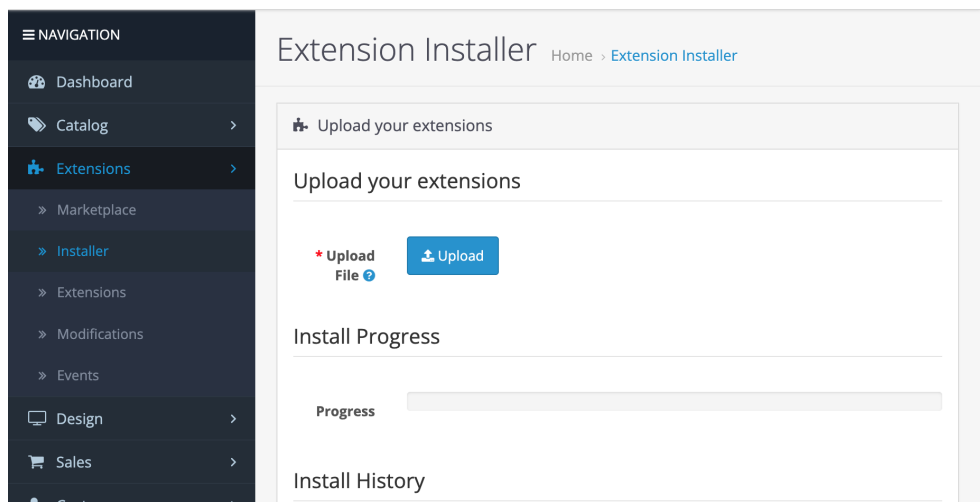 NAVIGATION
Dashboard
Catalog
Extensions
Marketplace
Installer
Extensions
Modifications
Events
Design
Sales
Extension Installer
Home › Extension Installer
Upload your extensions
Upload your extensions
* Upload
File
Upload
Install Progress
Progress
Install History